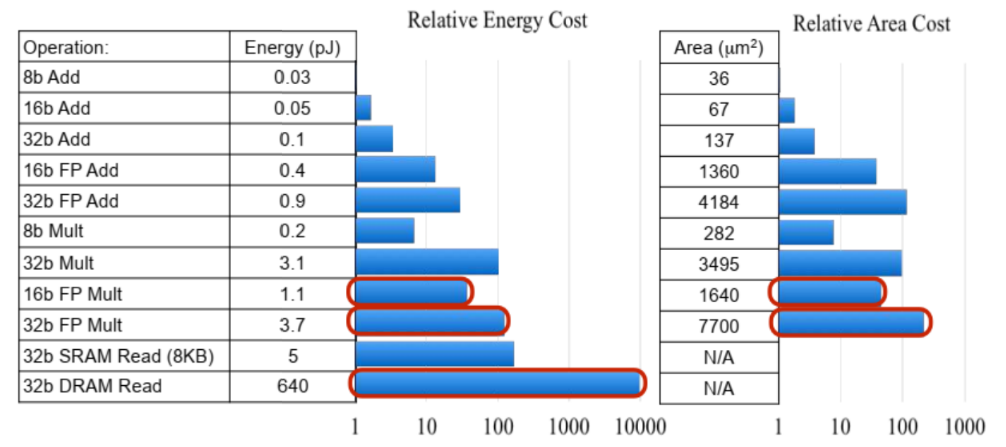 Relative Energy Cost
Relative Area Cost
Operation: Energy (pJ) Area (μm²)
8b Add 0.03 36
16b Add 0.05 67
32b Add 0.1 137
16b FP Add 0.4 1360
32b FP Add 0.9 4184
8b Mult 0.2 282
32b Mult 3.1 3495
16b FP Mult 1.1 1640
32b FP Mult 3.7 7700
32b SRAM Read (8KB) 5 N/A
32b DRAM Read 640 N/A
1 10 100 1000 10000 1 10 100 1000